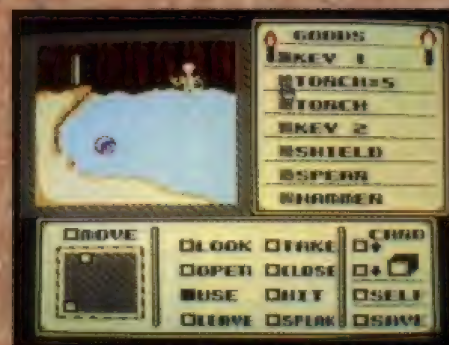 GOODS
KEY 1
TORCH×5
TORCH
KEY 2
SHIELD
SPEAR
HAMMER
MOVE
LOOK TAKE
OPEN CLOSE
USE HIT
LEAVE SPEAK
CARD
SELF
SAVE